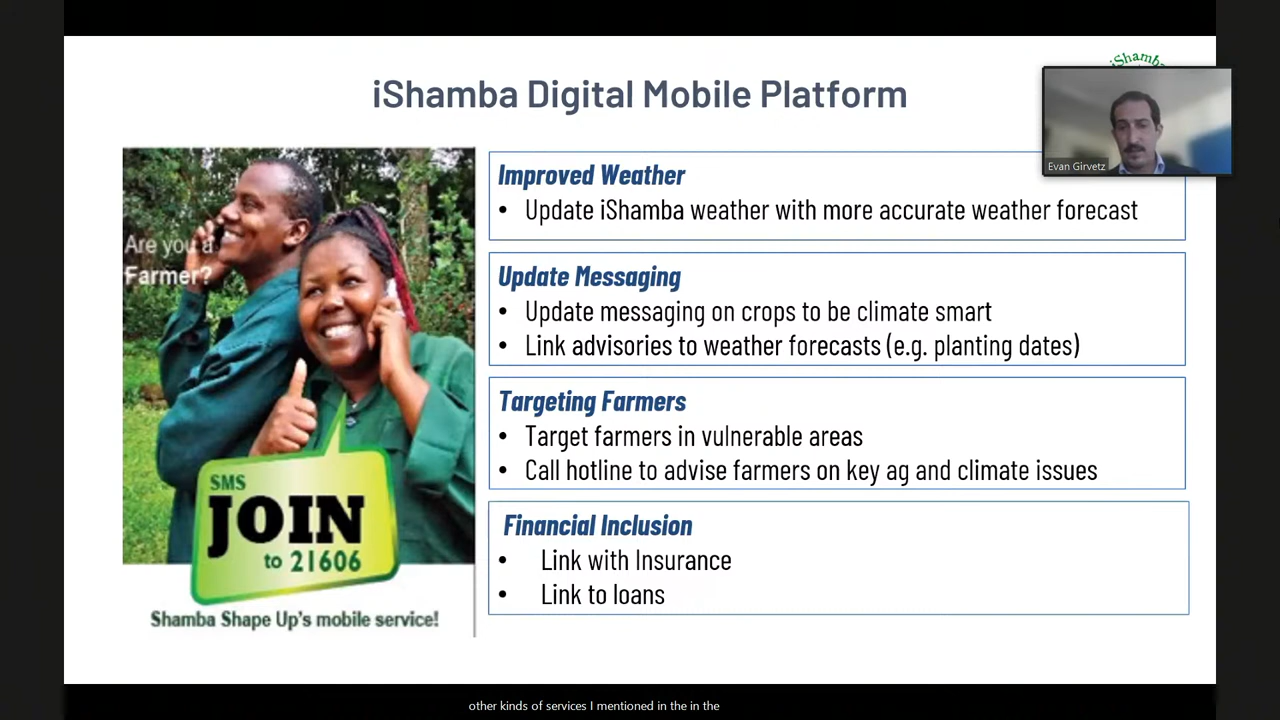 iShamba Digital Mobile Platform
iShamba
Evan Girvetz
Are you a
Farmer?
SMS
JOIN
to 21606
Shamba Shape Up's mobile service!
Improved Weather
• Update iShamba weather with more accurate weather forecast
Update Messaging
• Update messaging on crops to be climate smart
• Link advisories to weather forecasts (e.g. planting dates)
Targeting Farmers
• Target farmers in vulnerable areas
• Call hotline to advise farmers on key ag and climate issues
Financial Inclusion
• Link with Insurance
• Link to loans
other kinds of services I mentioned in the in the